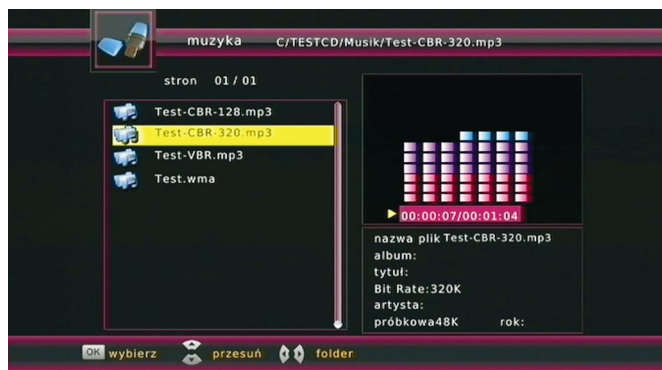 muzyka C/TESTCD/Musik/Test-CBR-320.mp3
stron 01/01
Test-CBR-128.mp3
Test-CBR-320.mp3
Test-VBR.mp3
Test.wma
00:00:07/00:01:04
nazwa plik Test-CBR-320.mp3
album:
tytuł:
Bit Rate:320K
artysta:
próbkowa48K rok:
OK wybierz przesuń folder